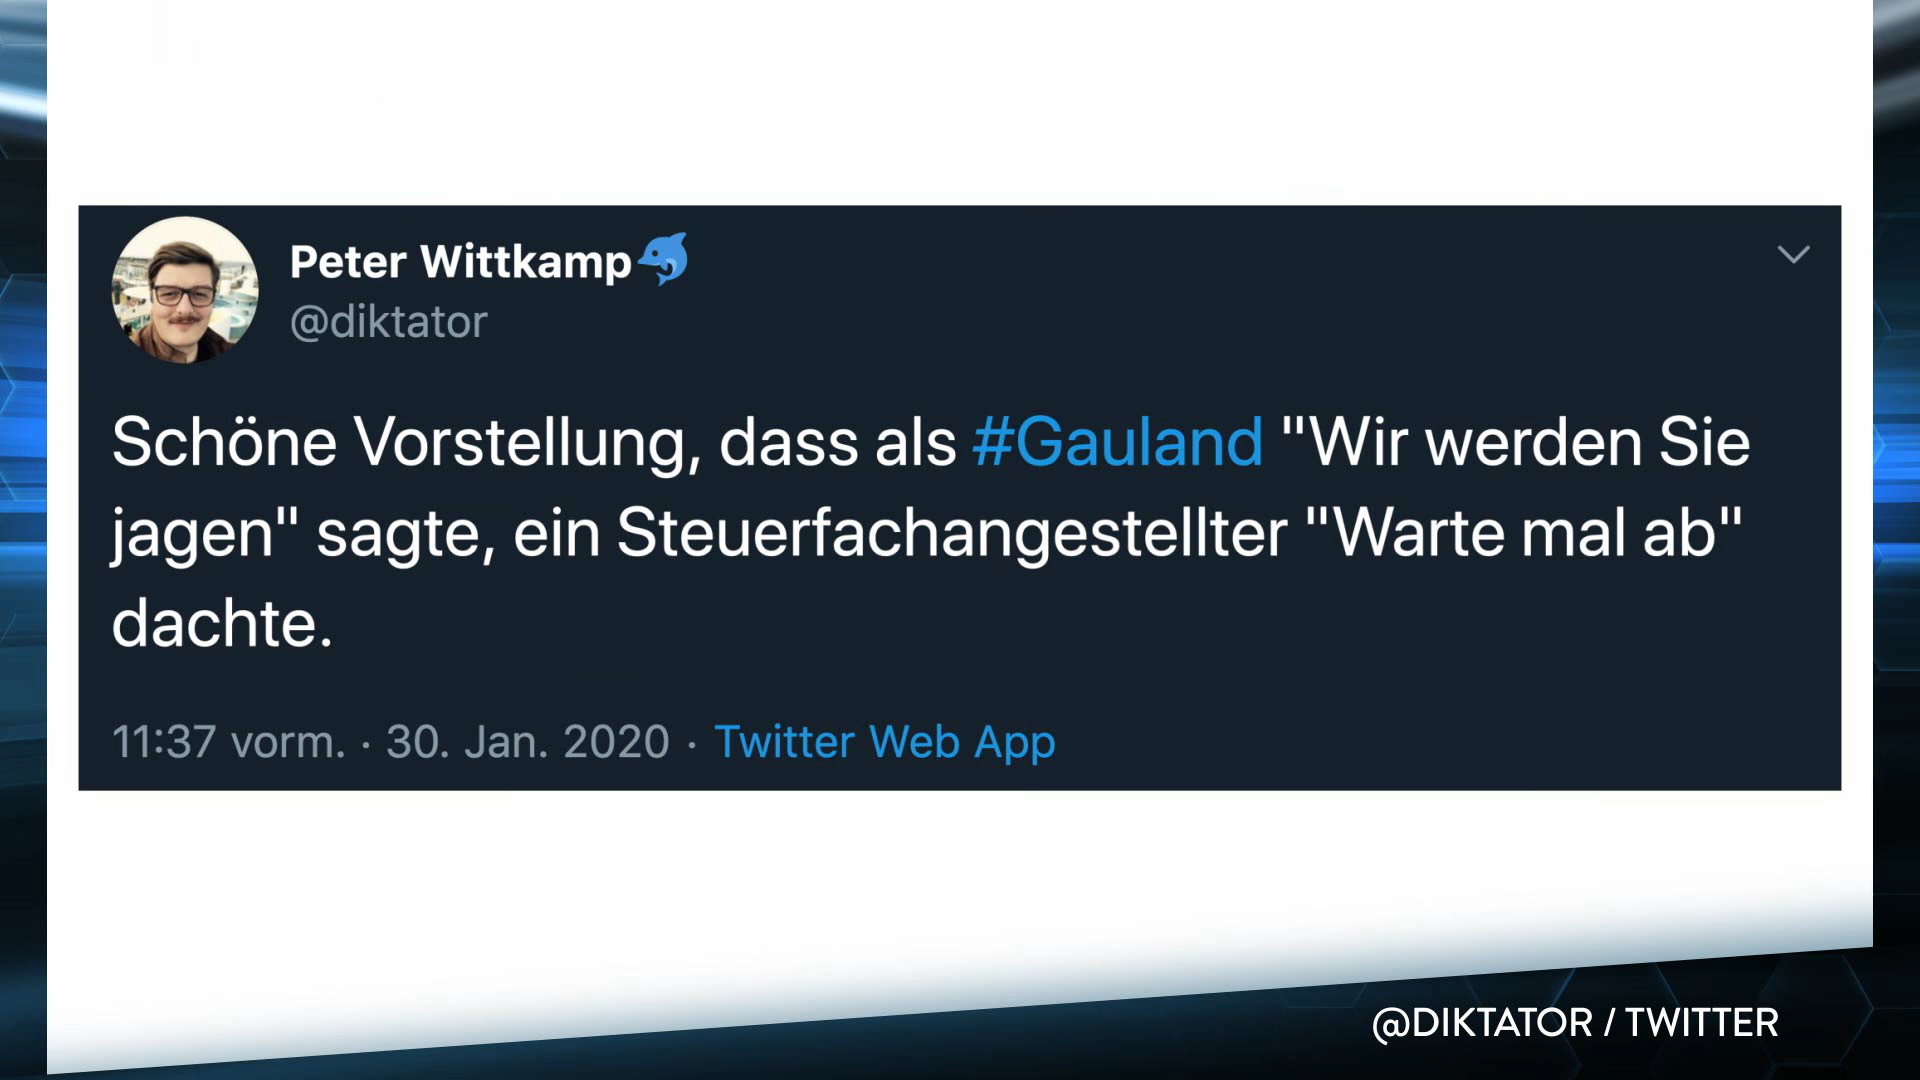 Peter Wittkamp🐬
@diktator
Schöne Vorstellung, dass als #Gauland "Wir werden Sie
jagen" sagte, ein Steuerfachangestellter "Warte mal ab"
dachte.
11:37 vorm. · 30. Jan. 2020 · Twitter Web App
@DIKTATOR / TWITTER